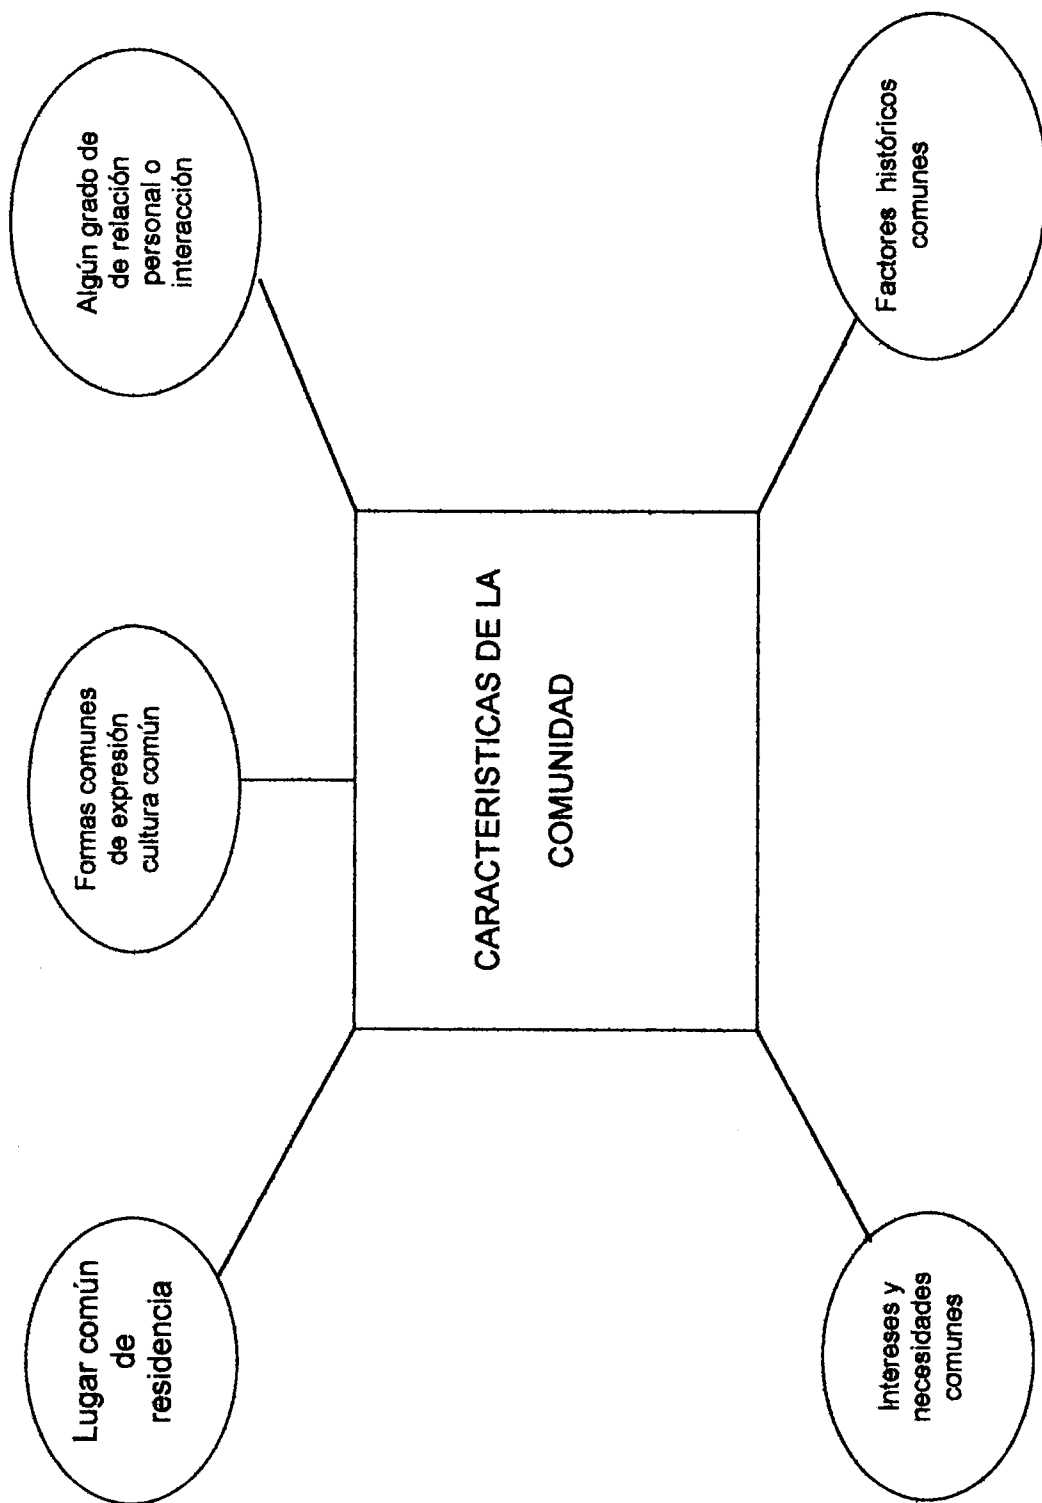 Lugar común
de
residencia
Formas comunes
de expresión
cultura común
Algún grado de
de relación
personal o
interacción
CARACTERISTICAS DE LA
COMUNIDAD
Intereses y
necesidades
comunes
Factores históricos
comunes